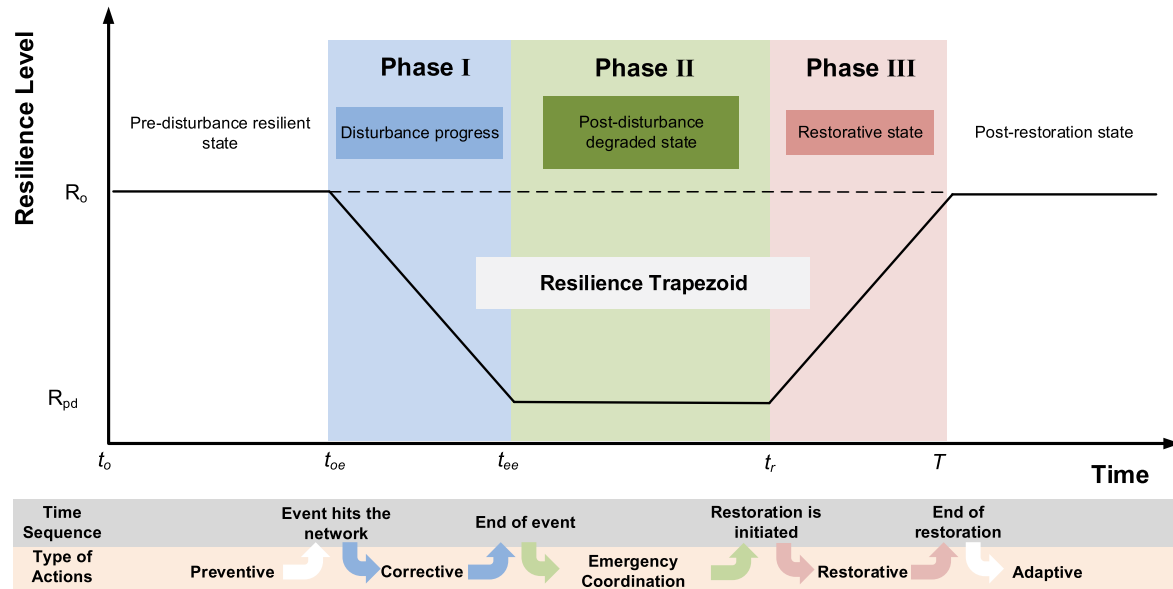 Resilience Level
Phase I
Phase II
Phase III
Pre-disturbance resilient
state
Disturbance progress
Post-disturbance
degraded state
Restorative state
Post-restoration state
Ro
Resilience Trapezoid
Rpd
to
toe
tee
tr
T
Time
Time
Sequence
Event hits the
network
End of event
Restoration is
initiated
End of
restoration
Type of
Actions
Preventive
Corrective
Emergency
Coordination
Restorative
Adaptive